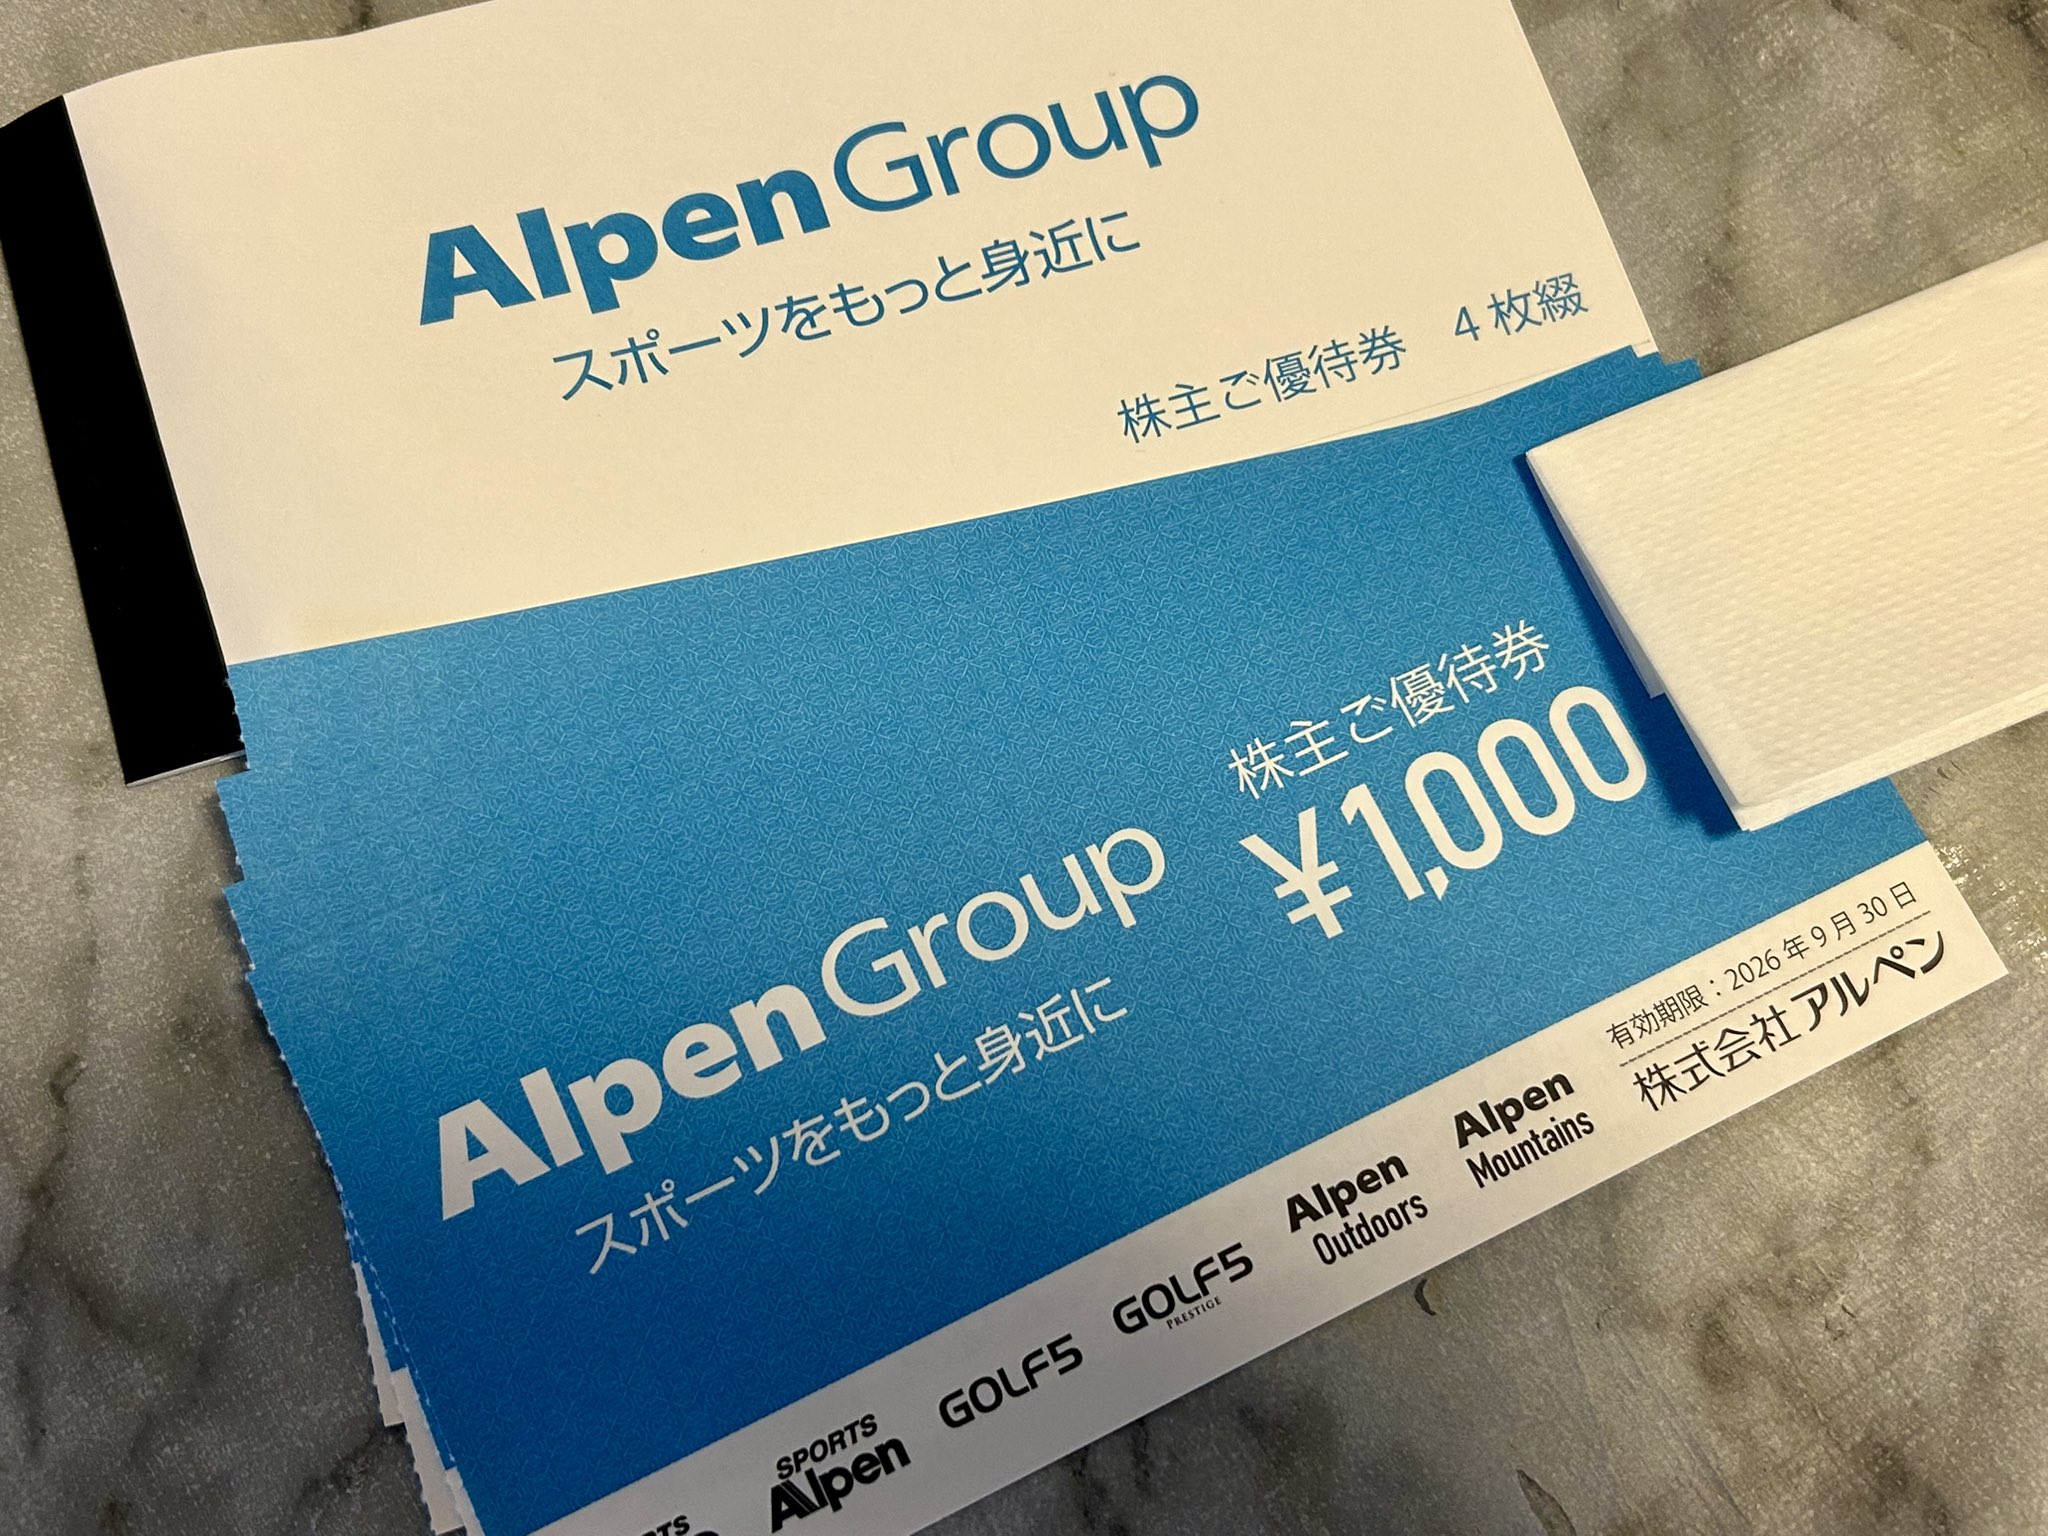 Alpen Group
スポーツをもっと身近に
株主ご優待券 4枚綴
株主ご優待券
¥1,000
Alpen Group
スポーツをもっと身近に
有効期限：2026年9月30日
株式会社アルペン
SPORTS
Alpen
GOLF5
GOLF5
PRESTIGE
Alpen
Outdoors
Alpen
Mountains